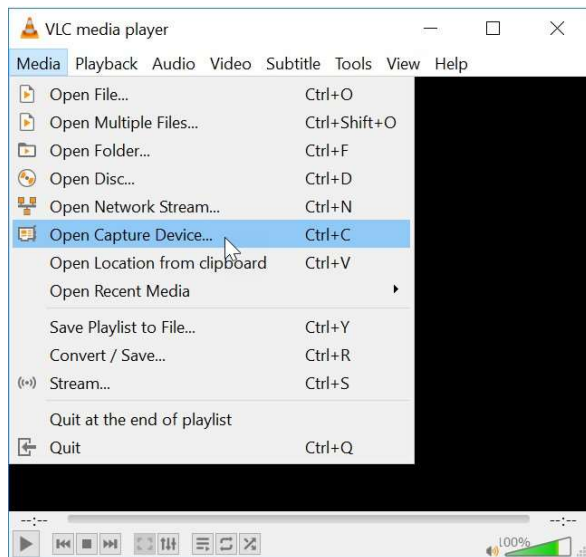 VLC media player
Media Playback Audio Video Subtitle Tools View Help
Open File... Ctrl+O
Open Multiple Files... Ctrl+Shift+O
Open Folder... Ctrl+F
Open Disc... Ctrl+D
Open Network Stream... Ctrl+N
Open Capture Device... Ctrl+C
Open Location from clipboard Ctrl+V
Open Recent Media
Save Playlist to File... Ctrl+Y
Convert / Save... Ctrl+R
Stream... Ctrl+S
Quit at the end of playlist
Quit Ctrl+Q
--:-- --:--
100%